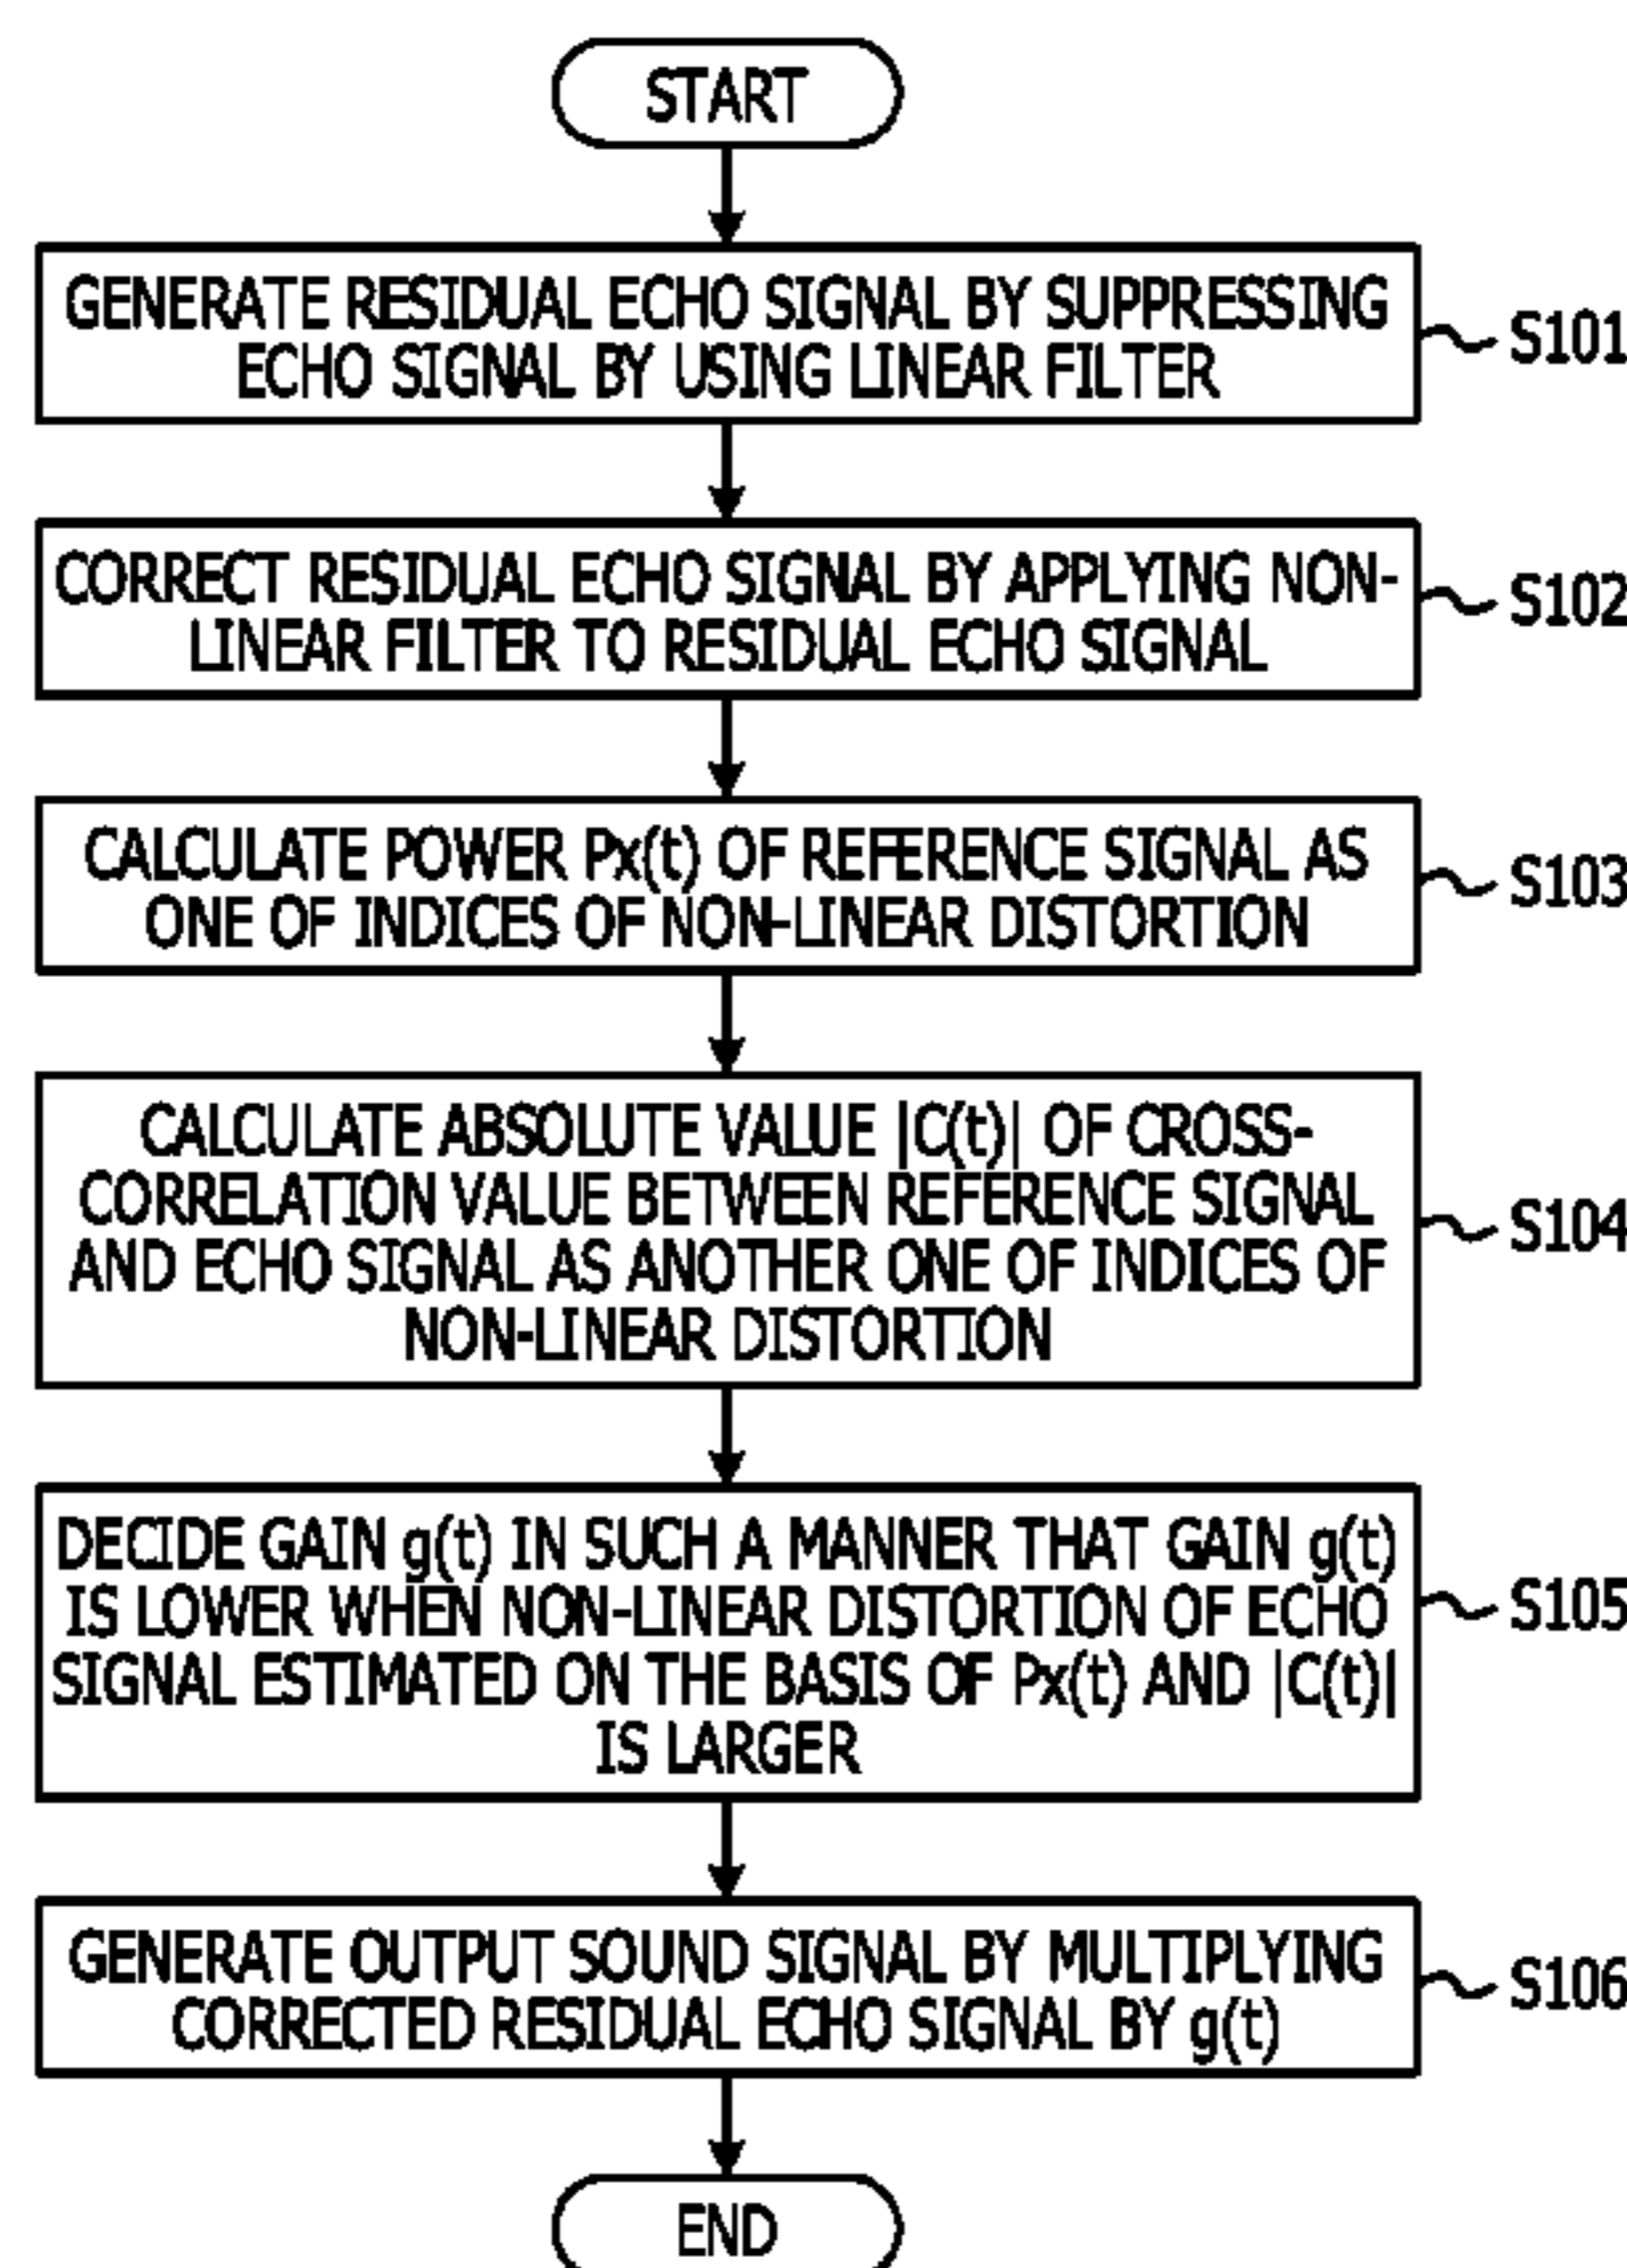 START
GENERATE RESIDUAL ECHO SIGNAL BY SUPPRESSING
ECHO SIGNAL BY USING LINEAR FILTER
S101
CORRECT RESIDUAL ECHO SIGNAL BY APPLYING NON-
LINEAR FILTER TO RESIDUAL ECHO SIGNAL
S102
CALCULATE POWER Px(t) OF REFERENCE SIGNAL AS
ONE OF INDICES OF NON-LINEAR DISTORTION
S103
CALCULATE ABSOLUTE VALUE |C(t)| OF CROSS-
CORRELATION VALUE BETWEEN REFERENCE SIGNAL
AND ECHO SIGNAL AS ANOTHER ONE OF INDICES OF
NON-LINEAR DISTORTION
S104
DECIDE GAIN g(t) IN SUCH A MANNER THAT GAIN g(t)
IS LOWER WHEN NON-LINEAR DISTORTION OF ECHO
SIGNAL ESTIMATED ON THE BASIS OF Px(t) AND |C(t)|
IS LARGER
S105
GENERATE OUTPUT SOUND SIGNAL BY MULTIPLYING
CORRECTED RESIDUAL ECHO SIGNAL BY g(t)
S106
END